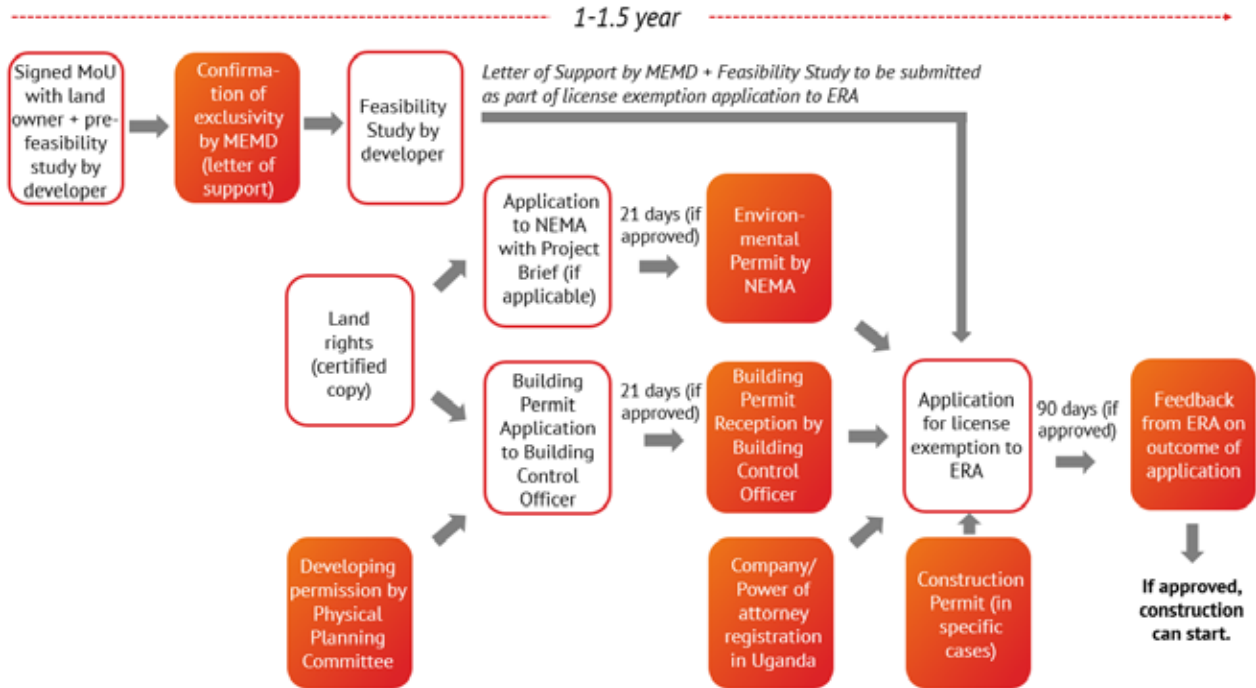 1-1.5 year
Signed MoU
with land
owner + pre-
feasibility
study by
developer
Confirma-
tion of
exclusivity
by MEMD
(letter of
support)
Feasibility
Study by
developer
Letter of Support by MEMD + Feasibility Study to be submitted
as part of license exemption application to ERA
Application
to NEMA
with Project
Brief (if
applicable)
21 days (if
approved)
Environ-
mental
Permit by
NEMA
Land
rights
(certified
copy)
Building
Permit
Application
to Building
Control
Officer
21 days (if
approved)
Building
Permit
Reception by
Building
Control
Officer
Application
for license
exemption to
ERA
90 days (if
approved)
Feedback
from ERA on
outcome of
application
Developing
permission by
Physical
Planning
Committee
Company/
Power of
attorney
registration
in Uganda
Construction
Permit (in
specific
cases)
If approved,
construction
can start.